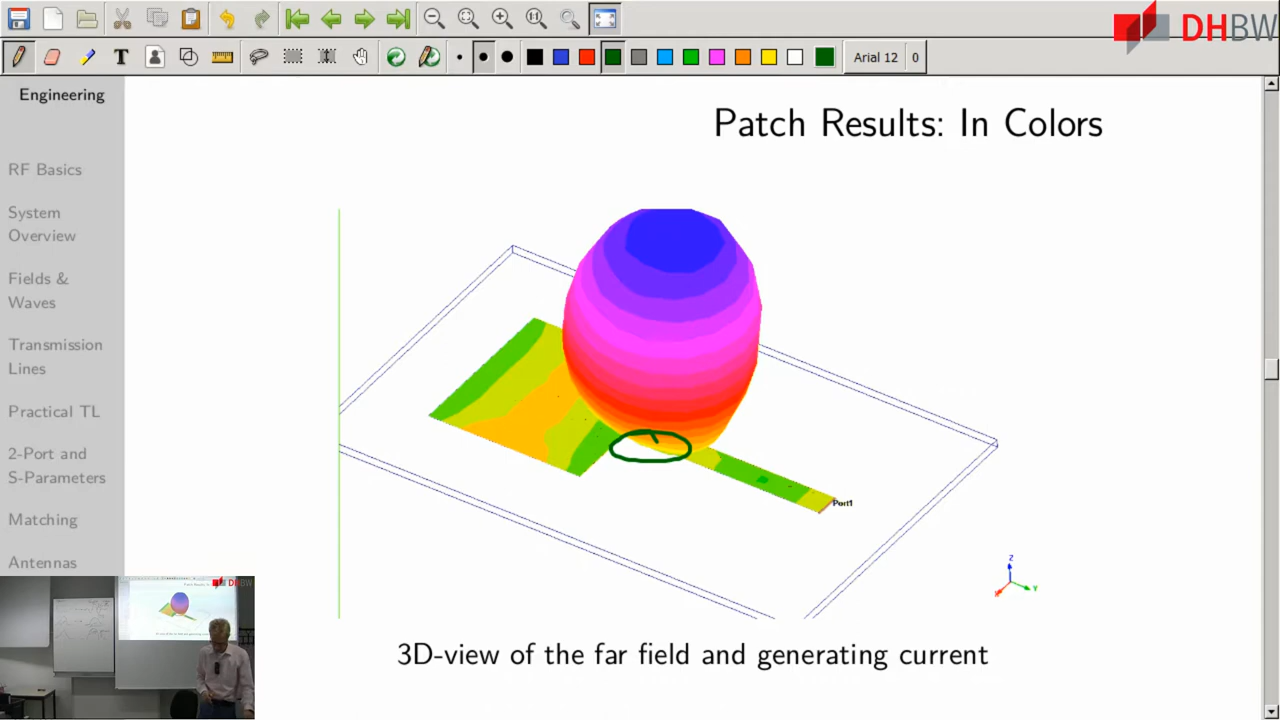 DHBW
T
Arial 12
0
Engineering
Patch Results: In Colors
RF Basics
System
Overview
Fields &
Waves
Transmission
Lines
Practical TL
2-Port and
S-Parameters
Matching
Antennas
Port1
Z
X
Y
3D-view of the far field and generating current
DHBW